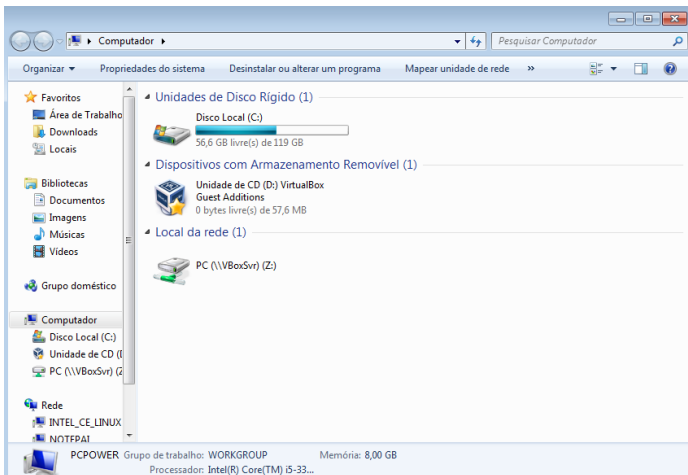 Computador
Pesquisar Computador
Organizar
Propriedades do sistema
Desinstalar ou alterar um programa
Mapear unidade de rede
»
Favoritos
Área de Trabalho
Downloads
Locais
Bibliotecas
Documentos
Imagens
Músicas
Vídeos
Grupo doméstico
Computador
Disco Local (C:)
Unidade de CD (
PC (\\VBoxSvr) (Z
Rede
INTEL_CE_LINUX
NOTEPAI
Unidades de Disco Rígido (1)
Disco Local (C:)
56,6 GB livre(s) de 119 GB
Dispositivos com Armazenamento Removível (1)
Unidade de CD (D:) VirtualBox
Guest Additions
0 bytes livre(s) de 57,6 MB
Local da rede (1)
PC (\\VBoxSvr) (Z:)
PCPOWER Grupo de trabalho: WORKGROUP Memória: 8,00 GB
Processador: Intel(R) Core(TM) i5-33...